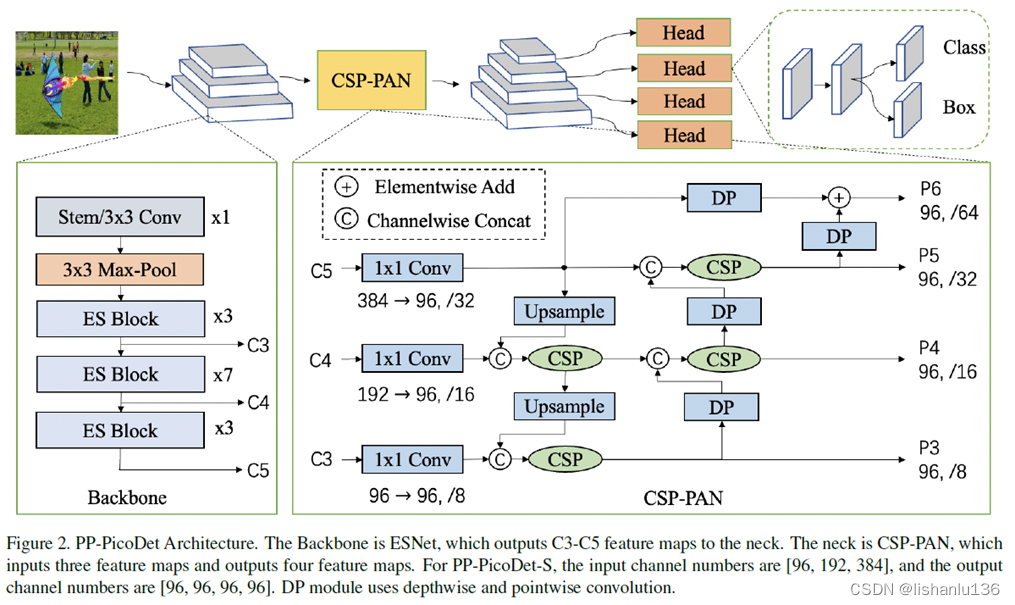 Head
Head
Head
Head
Class
Box
CSP-PAN
Stem/3x3 Conv x1
3x3 Max-Pool
ES Block x3
C3
ES Block x7
C4
ES Block x3
C5
Backbone
+ Elementwise Add
C Channelwise Concat
DP
+
P6
96, /64
DP
C5
1x1 Conv
384 → 96, /32
C
CSP
P5
96, /32
Upsample
DP
C4
1x1 Conv
192 → 96, /16
C
CSP
C
CSP
P4
96, /16
Upsample
DP
C3
1x1 Conv
96 → 96, /8
C
CSP
P3
96, /8
CSP-PAN
Figure 2. PP-PicoDet Architecture. The Backbone is ESNet, which outputs C3-C5 feature maps to the neck. The neck is CSP-PAN, which
inputs three feature maps and outputs four feature maps. For PP-PicoDet-S, the input channel numbers are [96, 192, 384], and the output
channel numbers are [96, 96, 96, 96]. DP module uses depthwise and pointwise convolution.
CSDN @lishanlu136